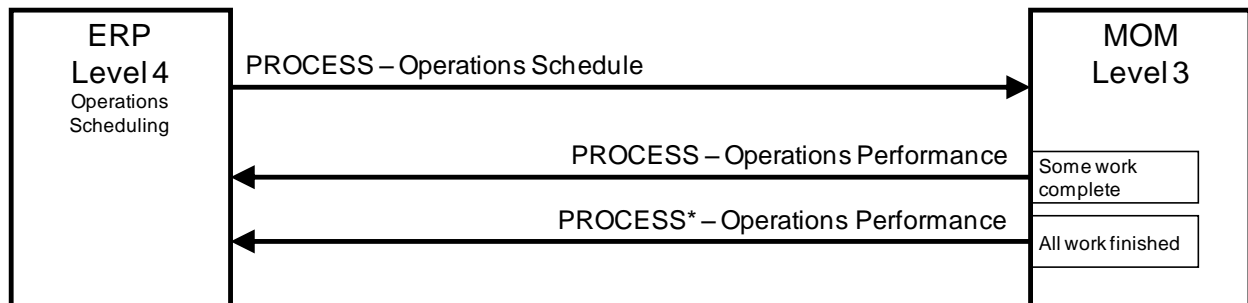 ERP
Level 4
Operations
Scheduling
MOM
Level 3
PROCESS – Operations Schedule
PROCESS – Operations Performance
Some work
complete
PROCESS* – Operations Performance
All work finished